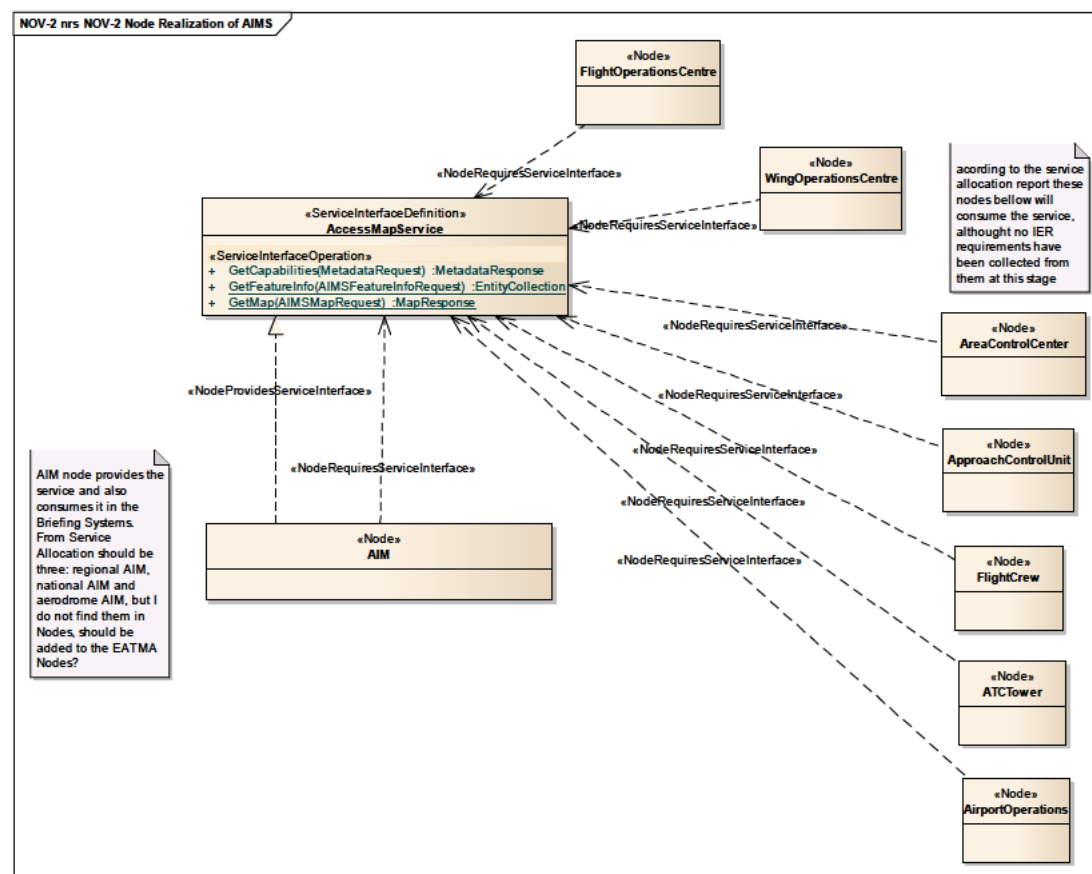 NOV-2 nrs NOV-2 Node Realization of AIMS
«Node»
FlightOperationsCentre
«NodeRequiresServiceInterface»
«Node»
WingOperationsCentre
«NodeRequiresServiceInterface»
acording to the service
allocation report these
nodes bellow will
consume the service,
althought no IER
requirements have
been collected from
them at this stage
«ServiceInterfaceDefinition»
AccessMapService
«ServiceInterfaceOperation»
+ GetCapabilities(MetadataRequest) :MetadataResponse
+ GetFeatureInfo(AIMSFeatureInfoRequest) :EntityCollection
+ GetMap(AIMSMapRequest) :MapResponse
«NodeRequiresServiceInterface»
«Node»
AreaControlCenter
«NodeProvidesServiceInterface»
«NodeRequiresServiceInterface»
«Node»
ApproachControlUnit
«NodeRequiresServiceInterface»
«NodeRequiresServiceInterface»
«NodeRequiresServiceInterface»
«NodeRequiresServiceInterface»
AIM node provides the
service and also
consumes it in the
Briefing Systems.
From Service
Allocation should be
three: regional AIM,
national AIM and
aerodrome AIM, but I
do not find them in
Nodes, should be
added to the EATMA
Nodes?
«Node»
AIM
«Node»
FlightCrew
«Node»
ATCTower
«Node»
AirportOperations